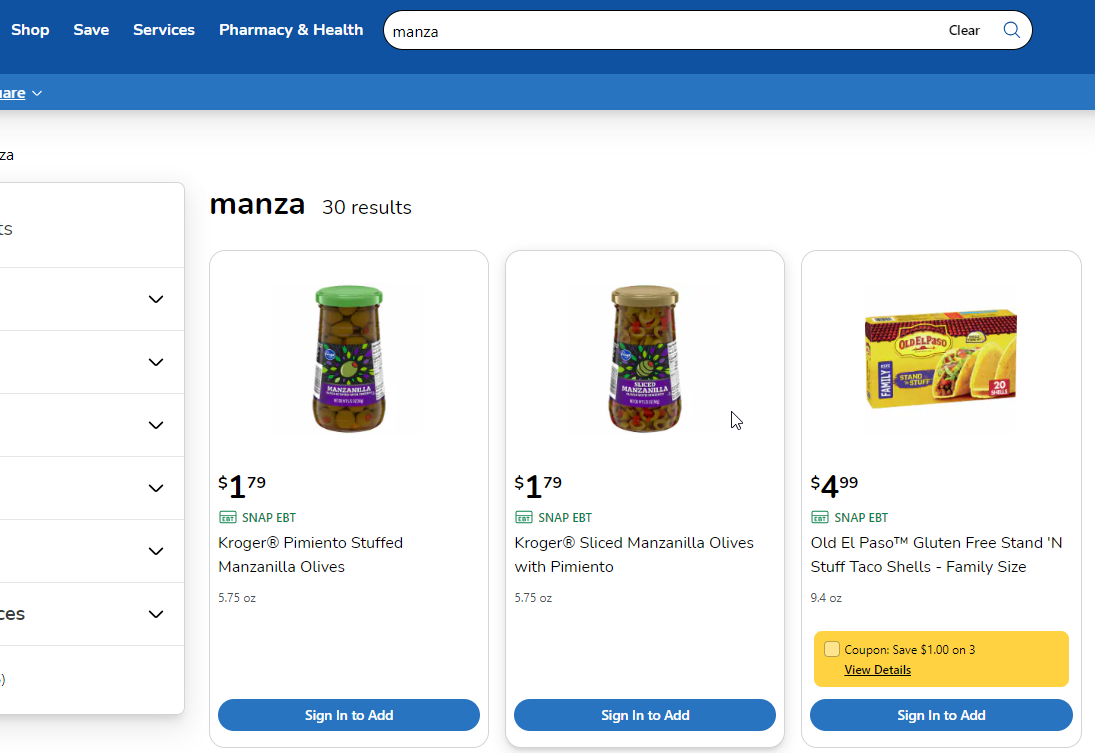 Shop Save Services Pharmacy & Health manza Clear
are
za
manza 30 results
ts
ces
)
Kroger
MANZANILLA
Kroger
SLICED
MANZANILLA
OLD EL PASO
FAMILY
STAND 'N STUFF
20
SHELLS
$1 79
SNAP EBT
Kroger® Pimiento Stuffed
Manzanilla Olives
5.75 oz
Sign In to Add
$1 79
SNAP EBT
Kroger® Sliced Manzanilla Olives
with Pimiento
5.75 oz
Sign In to Add
$4 99
SNAP EBT
Old El Paso™ Gluten Free Stand 'N
Stuff Taco Shells - Family Size
9.4 oz
Coupon: Save $1.00 on 3
View Details
Sign In to Add